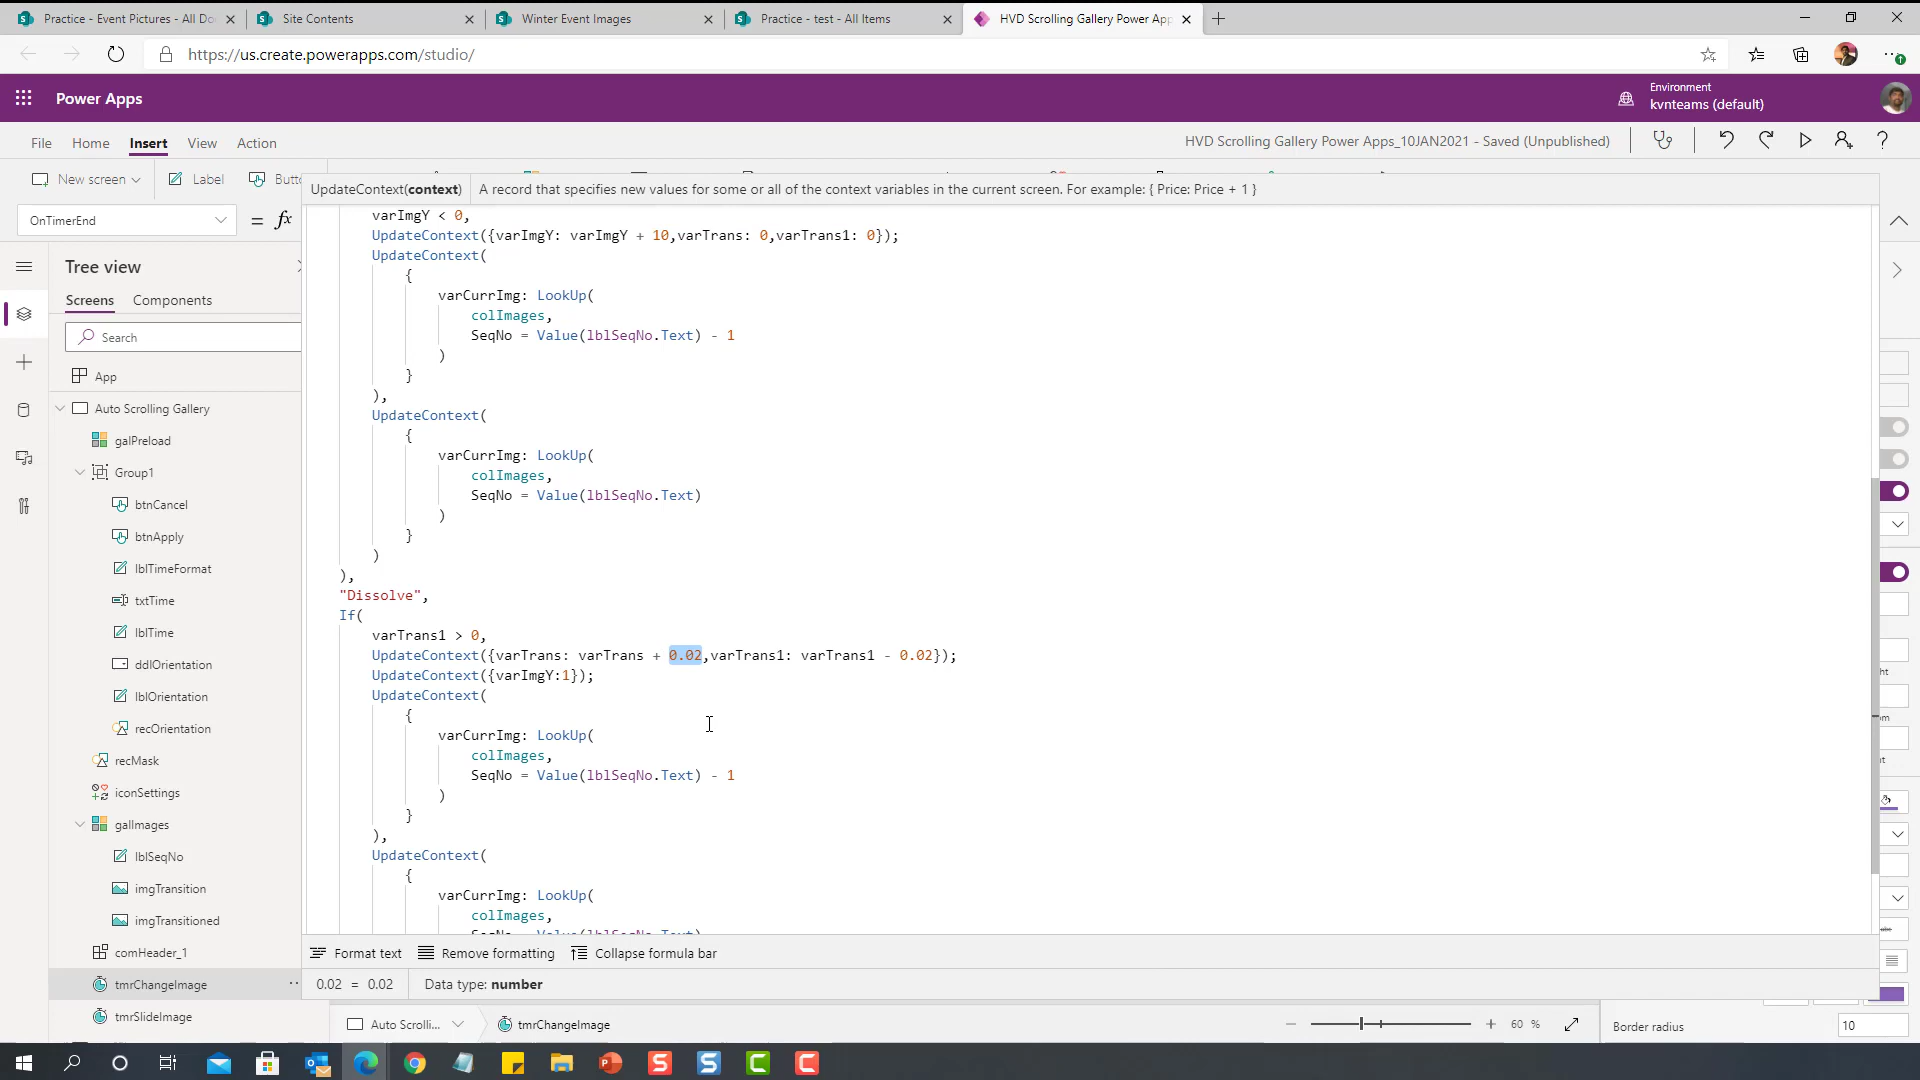 Practice - Event Pictures - All Do
Site Contents
Winter Event Images
Practice - test - All Items
HVD Scrolling Gallery Power App
https://us.create.powerapps.com/studio/
Power Apps
Environment
kvnteams (default)
File
Home
Insert
View
Action
HVD Scrolling Gallery Power Apps_10JAN2021 - Saved (Unpublished)
New screen
Label
UpdateContext(context)
A record that specifies new values for some or all of the context variables in the current screen. For example: { Price: Price + 1 }
OnTimerEnd
= fx
varImgY < 0,
UpdateContext({varImgY: varImgY + 10,varTrans: 0,varTrans1: 0});
UpdateContext(
{
varCurrImg: LookUp(
colImages,
SeqNo = Value(lblSeqNo.Text) - 1
)
}
),
UpdateContext(
{
varCurrImg: LookUp(
colImages,
SeqNo = Value(lblSeqNo.Text)
)
}
)
),
"Dissolve",
If(
varTrans1 > 0,
UpdateContext({varTrans: varTrans + 0.02,varTrans1: varTrans1 - 0.02});
UpdateContext({varImgY:1});
UpdateContext(
{
varCurrImg: LookUp(
colImages,
SeqNo = Value(lblSeqNo.Text) - 1
)
}
),
UpdateContext(
{
varCurrImg: LookUp(
colImages,
Tree view
Screens
Components
Search
App
Auto Scrolling Gallery
galPreload
Group1
btnCancel
btnApply
lblTimeFormat
txtTime
lblTime
ddlOrientation
lblOrientation
recOrientation
recMask
iconSettings
galImages
lblSeqNo
imgTransition
imgTransitioned
comHeader_1
tmrChangeImage
tmrSlideImage
Format text
Remove formatting
Collapse formula bar
0.02 = 0.02
Data type: number
Auto Scrolli...
tmrChangeImage
60 %
Border radius
10